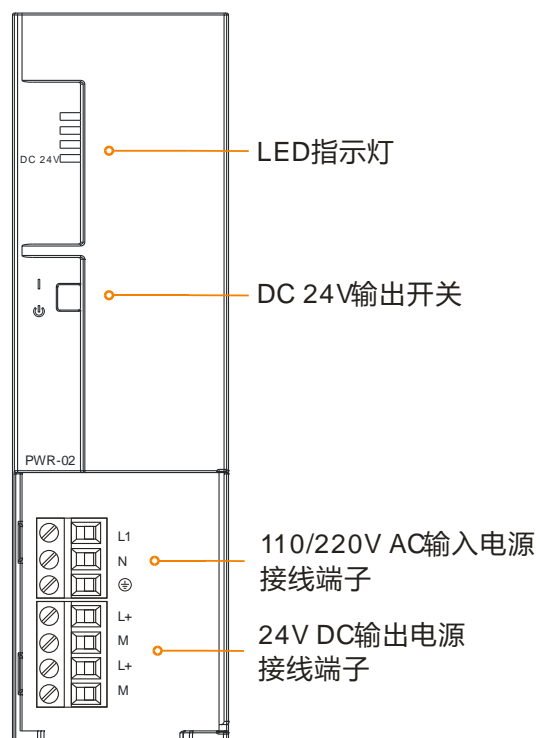 LED指示灯
DC 24V
DC 24V输出开关
PWR-02
L1
N
110/220V AC输入电源
接线端子
L+
M
L+
M
24V DC输出电源
接线端子